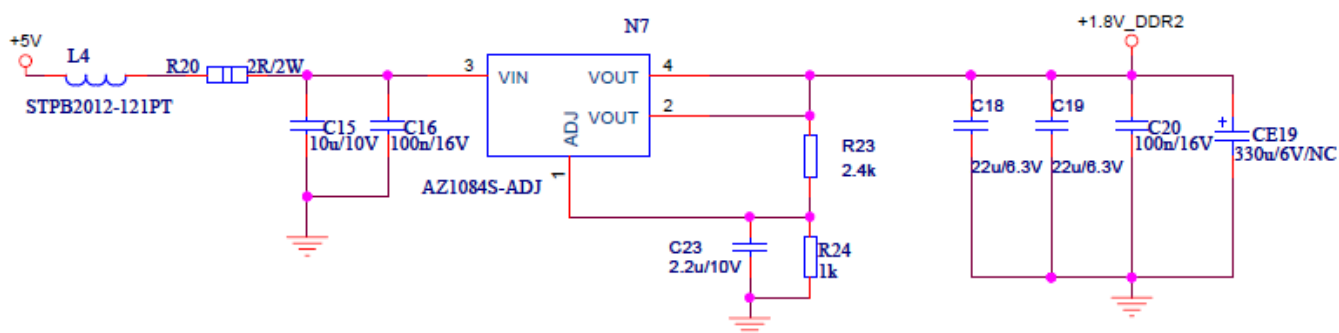 +5V
L4
STPB2012-121PT
R20
2R/2W
C15
10u/10V
C16
100n/16V
N7
3
VIN
VOUT
4
VOUT
2
ADJ
1
AZ1084S-ADJ
R23
2.4k
C23
2.2u/10V
R24
1k
+1.8V_DDR2
C18
22u/6.3V
C19
22u/6.3V
C20
100n/16V
+
CE19
330u/6V/NC